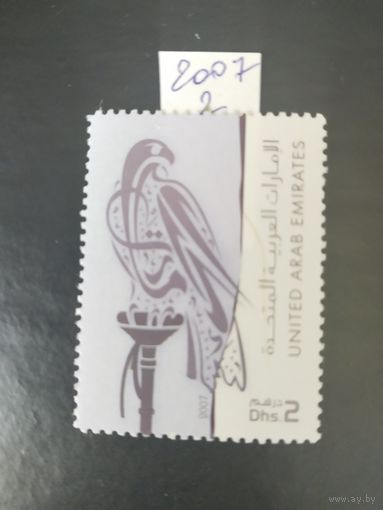 2007
2
الإمارات العربية المتحدة
UNITED ARAB EMIRATES
درهم
Dhs. 2
2007
www.ay.by